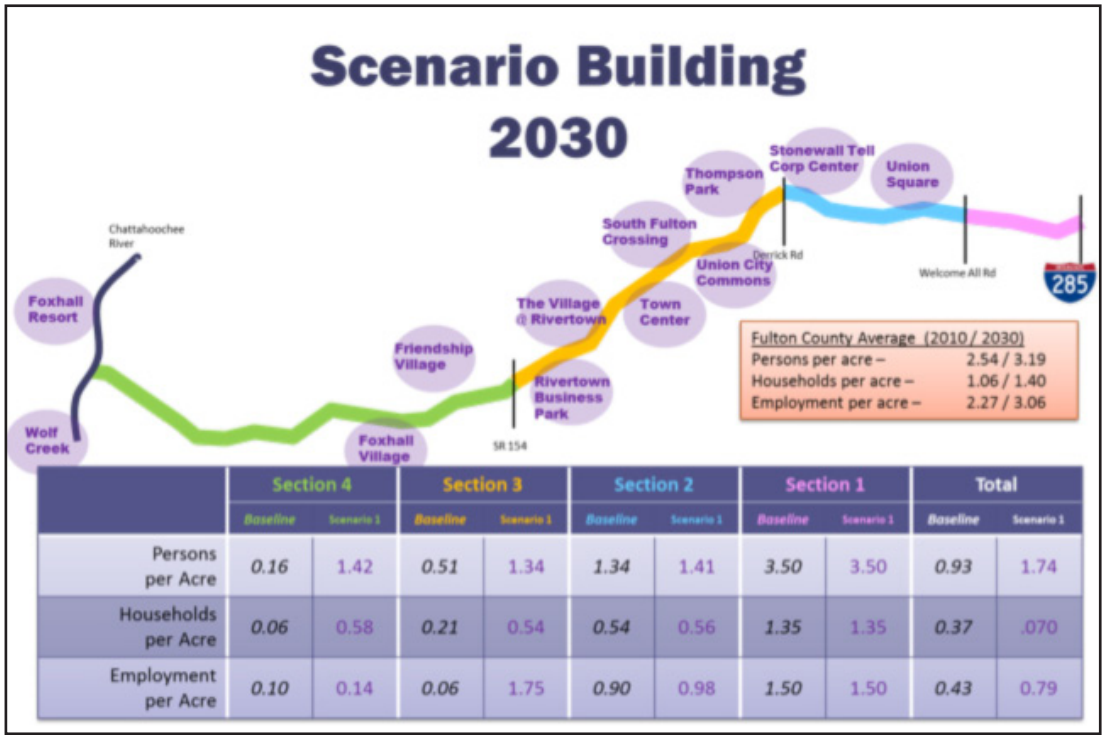 Scenario Building
2030
Stonewall Tell
Corp Center
Union
Square
Thompson
Park
South Fulton
Crossing
Derrick Rd
Union City
Commons
Welcome All Rd
285
Chattahoochee
River
Foxhall
Resort
The Village
@ Rivertown
Town
Center
Friendship
Village
Rivertown
Business
Park
Wolf
Creek
Foxhall
Village
SR 154
Fulton County Average (2010 / 2030)
Persons per acre – 2.54 / 3.19
Households per acre – 1.06 / 1.40
Employment per acre – 2.27 / 3.06
Section 4 Section 3 Section 2 Section 1 Total
Baseline Scenario 1 Baseline Scenario 1 Baseline Scenario 1 Baseline Scenario 1 Baseline Scenario 1
Persons
per Acre 0.16 1.42 0.51 1.34 1.34 1.41 3.50 3.50 0.93 1.74
Households
per Acre 0.06 0.58 0.21 0.54 0.54 0.56 1.35 1.35 0.37 .070
Employment
per Acre 0.10 0.14 0.06 1.75 0.90 0.98 1.50 1.50 0.43 0.79